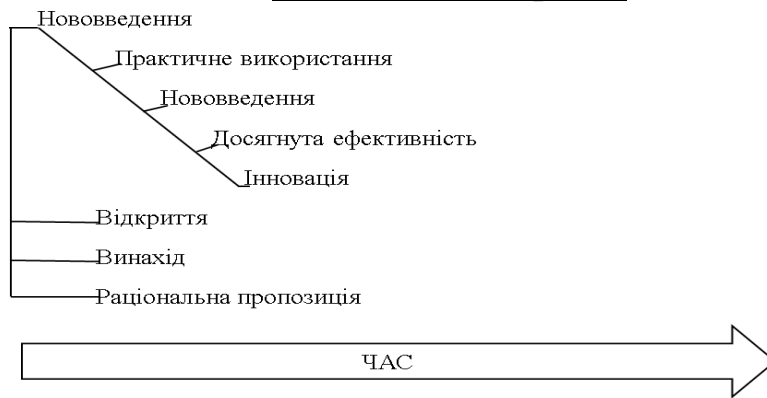 Нововведення
Практичне використання
Нововведення
Досягнута ефективність
Інновація
Відкриття
Винахід
Раціональна пропозиція
ЧАС